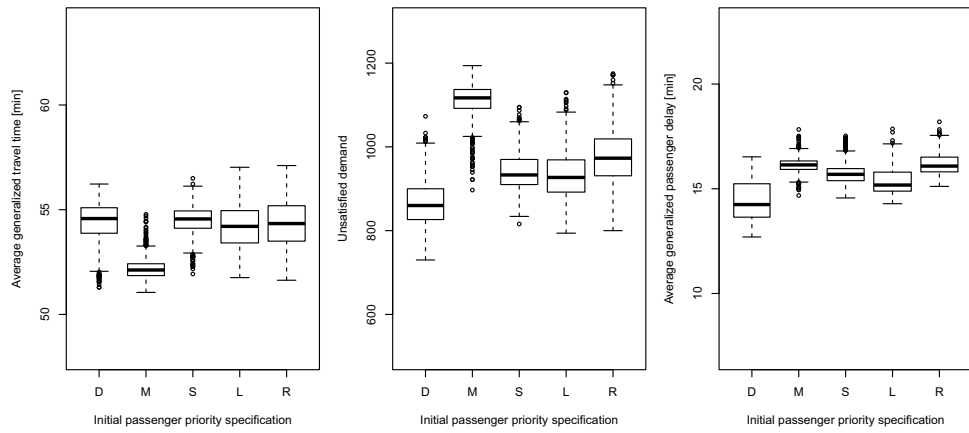 Average generalized travel time [min]
50
55
60
D M S L R
Initial passenger priority specification
Unsatisfied demand
600
800
1000
1200
D M S L R
Initial passenger priority specification
Average generalized passenger delay [min]
10
15
20
D M S L R
Initial passenger priority specification